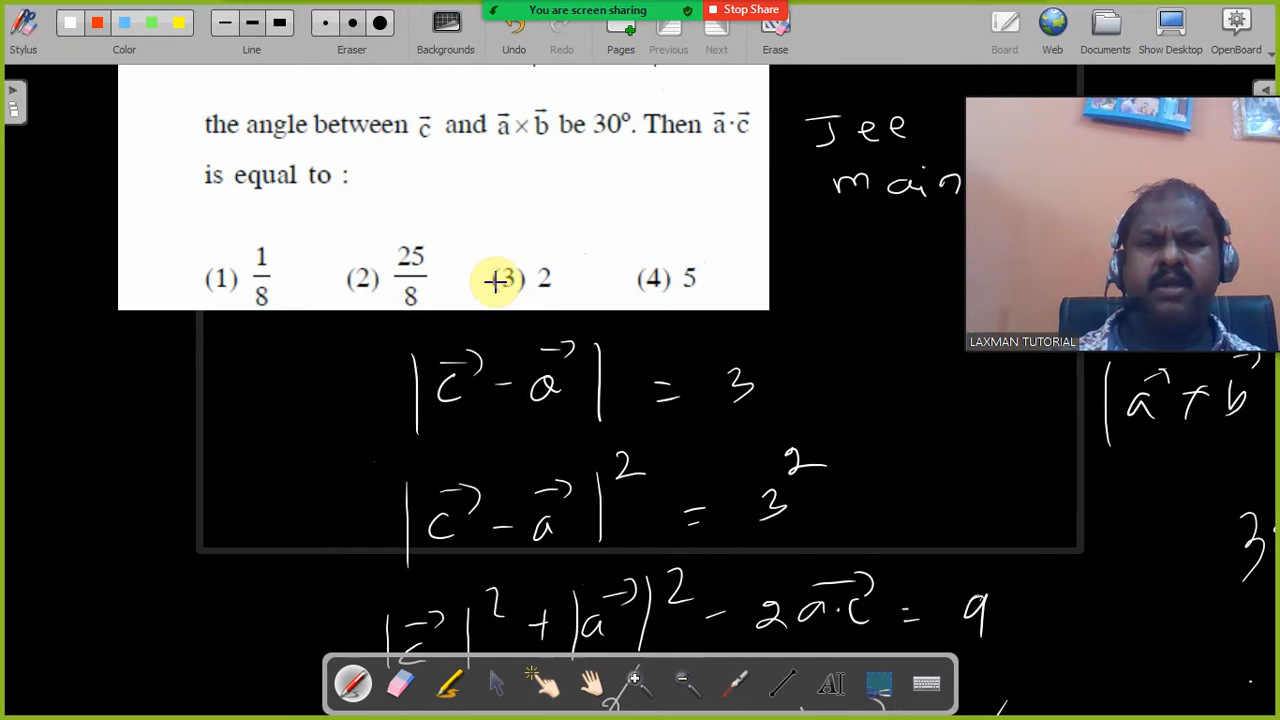 You are screen sharing Stop Share
Stylus Color Line Eraser Backgrounds Undo Redo Pages Previous Next Erase Board Web Documents Show Desktop OpenBoard
the angle between c⃗ and a⃗ × b⃗ be 30°. Then a⃗·c⃗
is equal to :
(1) 1/8 (2) 25/8 (3) 2 (4) 5
Jee
main
LAXMAN TUTORIAL
|c⃗ - a⃗| = 3
|a⃗ × b⃗
|c⃗ - a⃗|² = 3²
3
|c⃗|² + |a⃗|² - 2a⃗·c⃗ = 9
AI